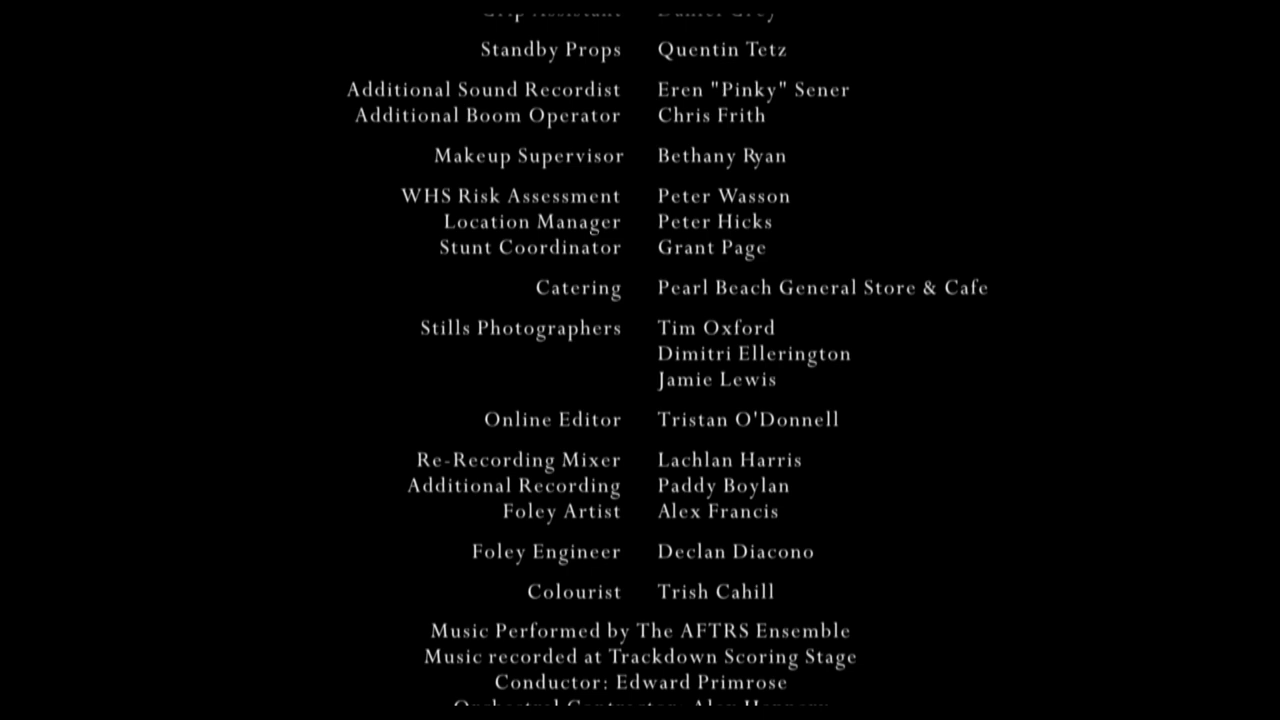 Standby Props Quentin Tetz
Additional Sound Recordist Eren "Pinky" Sener
Additional Boom Operator Chris Frith
Makeup Supervisor Bethany Ryan
WHS Risk Assessment Peter Wasson
Location Manager Peter Hicks
Stunt Coordinator Grant Page
Catering Pearl Beach General Store & Cafe
Stills Photographers Tim Oxford
Dimitri Ellerington
Jamie Lewis
Online Editor Tristan O'Donnell
Re-Recording Mixer Lachlan Harris
Additional Recording Paddy Boylan
Foley Artist Alex Francis
Foley Engineer Declan Diacono
Colourist Trish Cahill
Music Performed by The AFTRS Ensemble
Music recorded at Trackdown Scoring Stage
Conductor: Edward Primrose